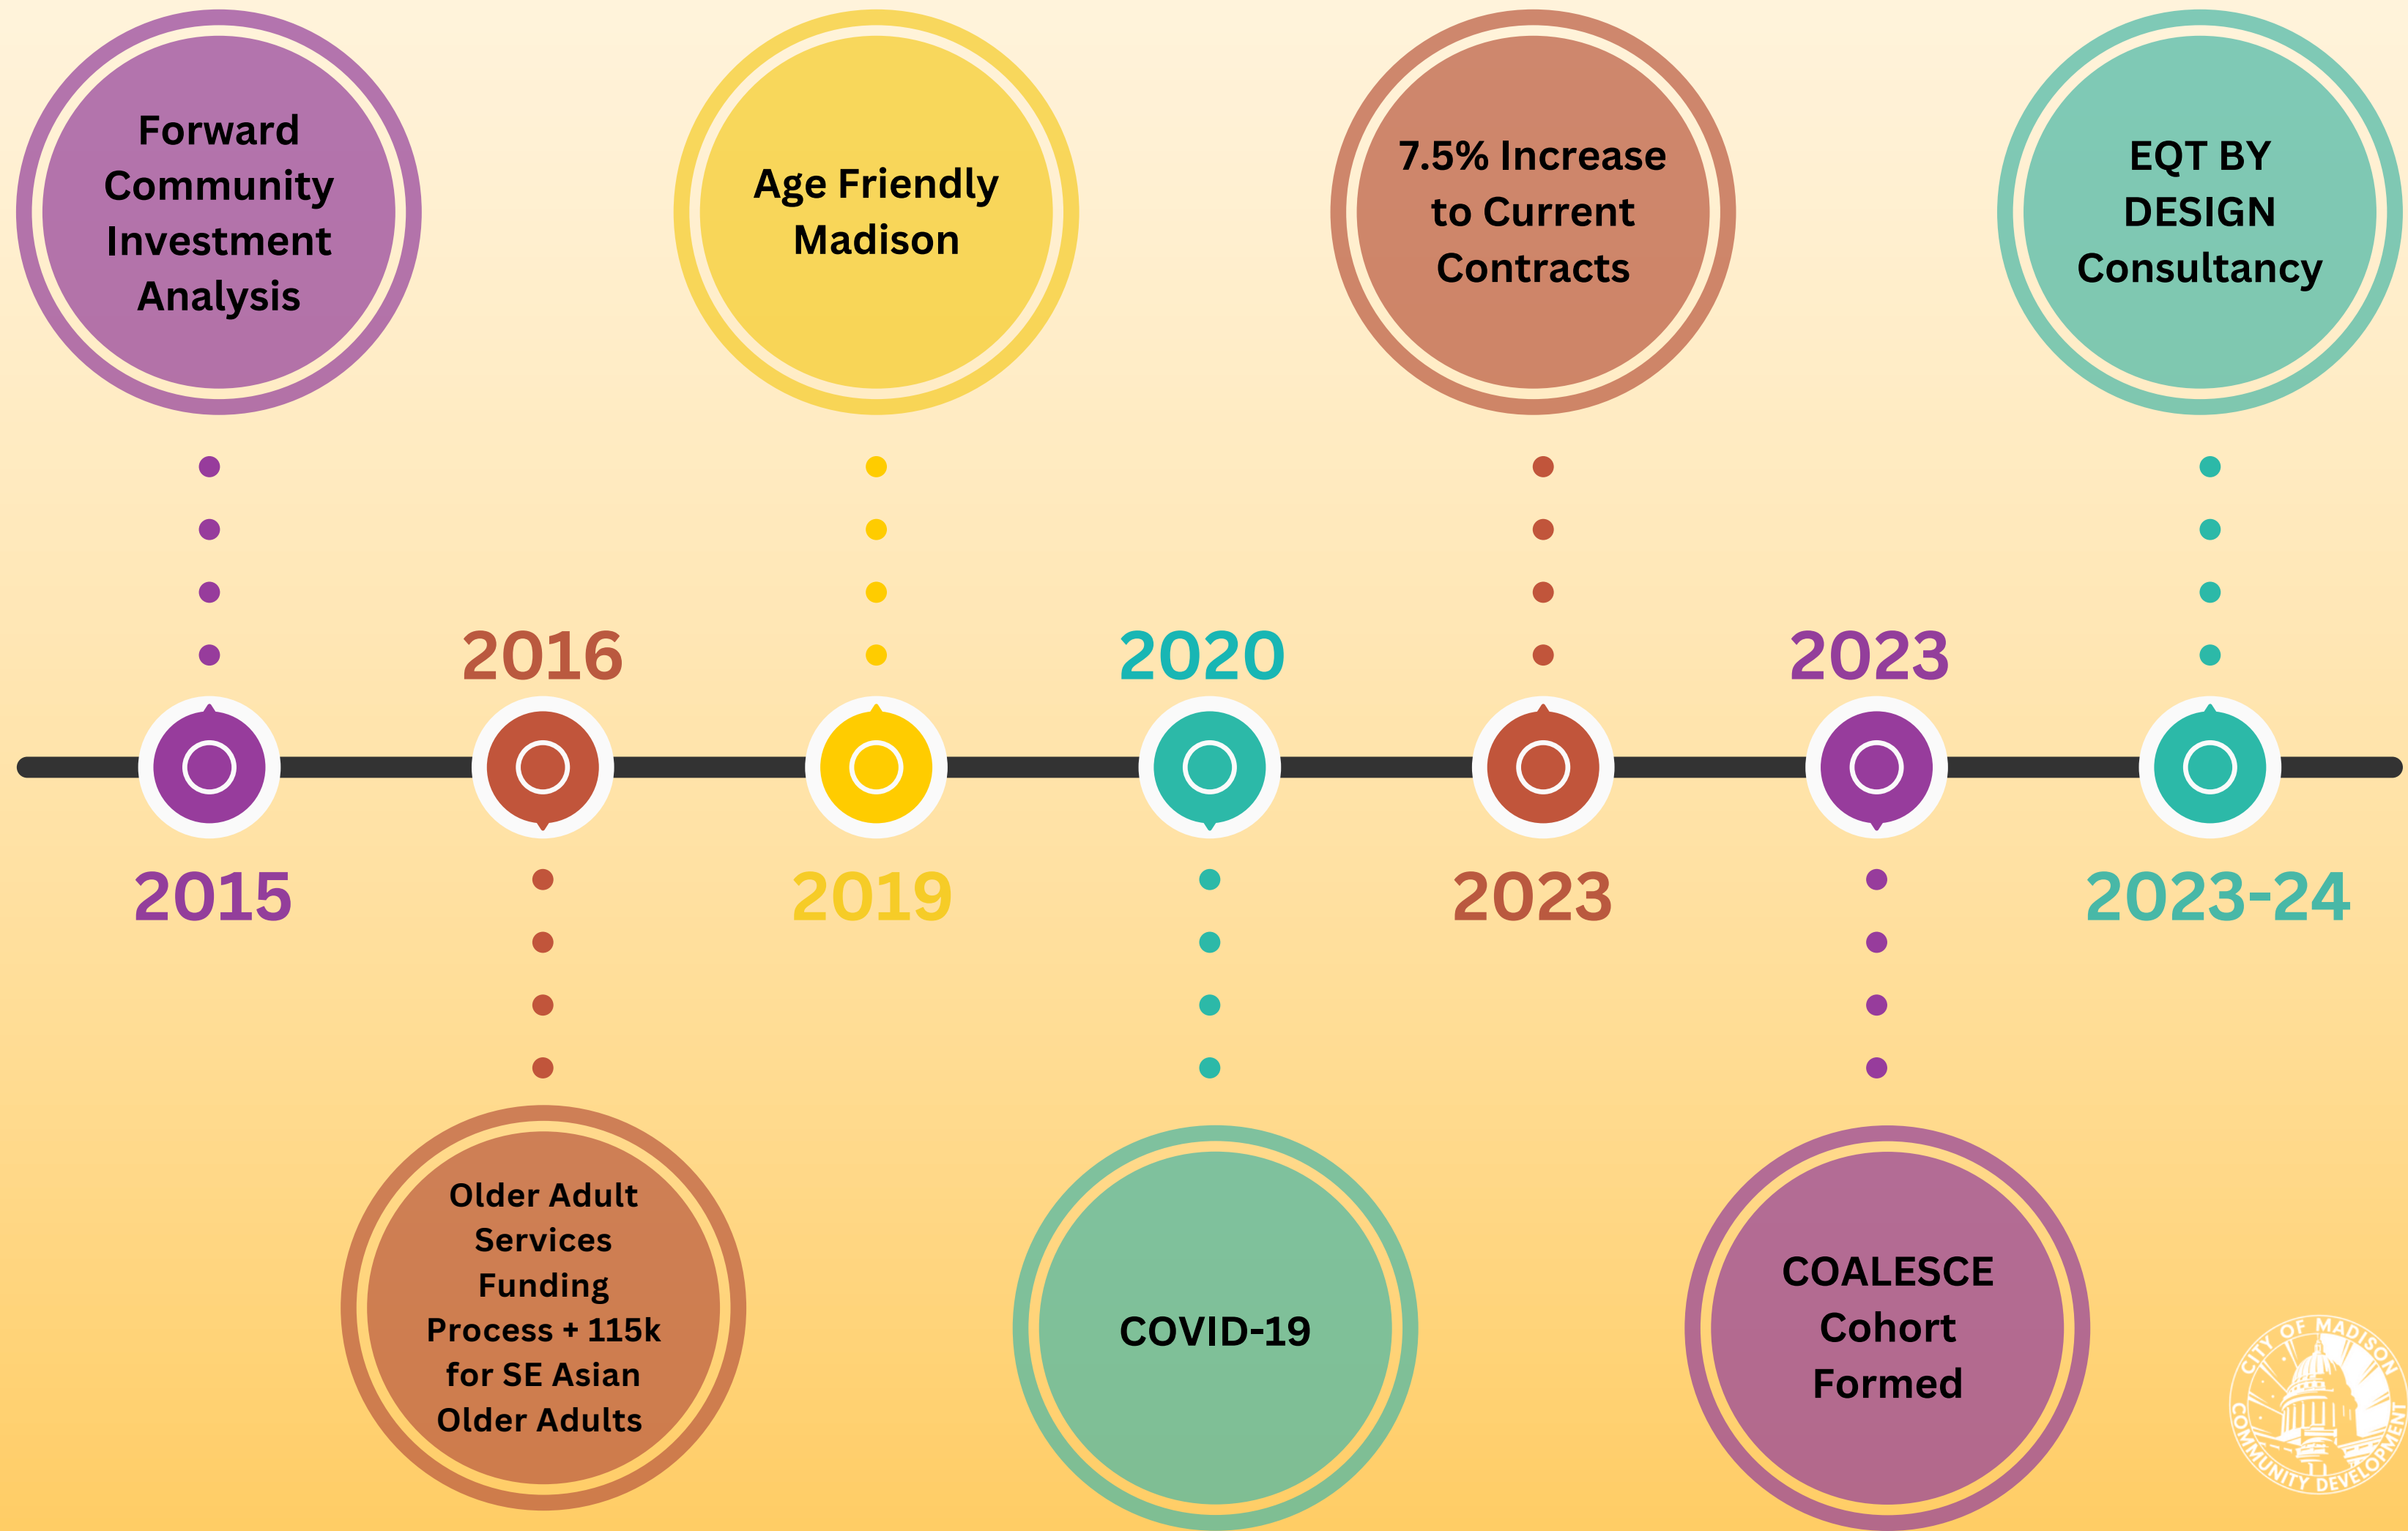 Forward
Community
Investment
Analysis
2015
2016
Older Adult
Services
Funding
Process + 115k
for SE Asian
Older Adults
Age Friendly
Madison
2019
2020
COVID-19
7.5% Increase
to Current
Contracts
2023
2023
COALESCE
Cohort
Formed
EQT BY
DESIGN
Consultancy
2023-24
CITY OF MADISON
COMMUNITY DEVELOPMENT